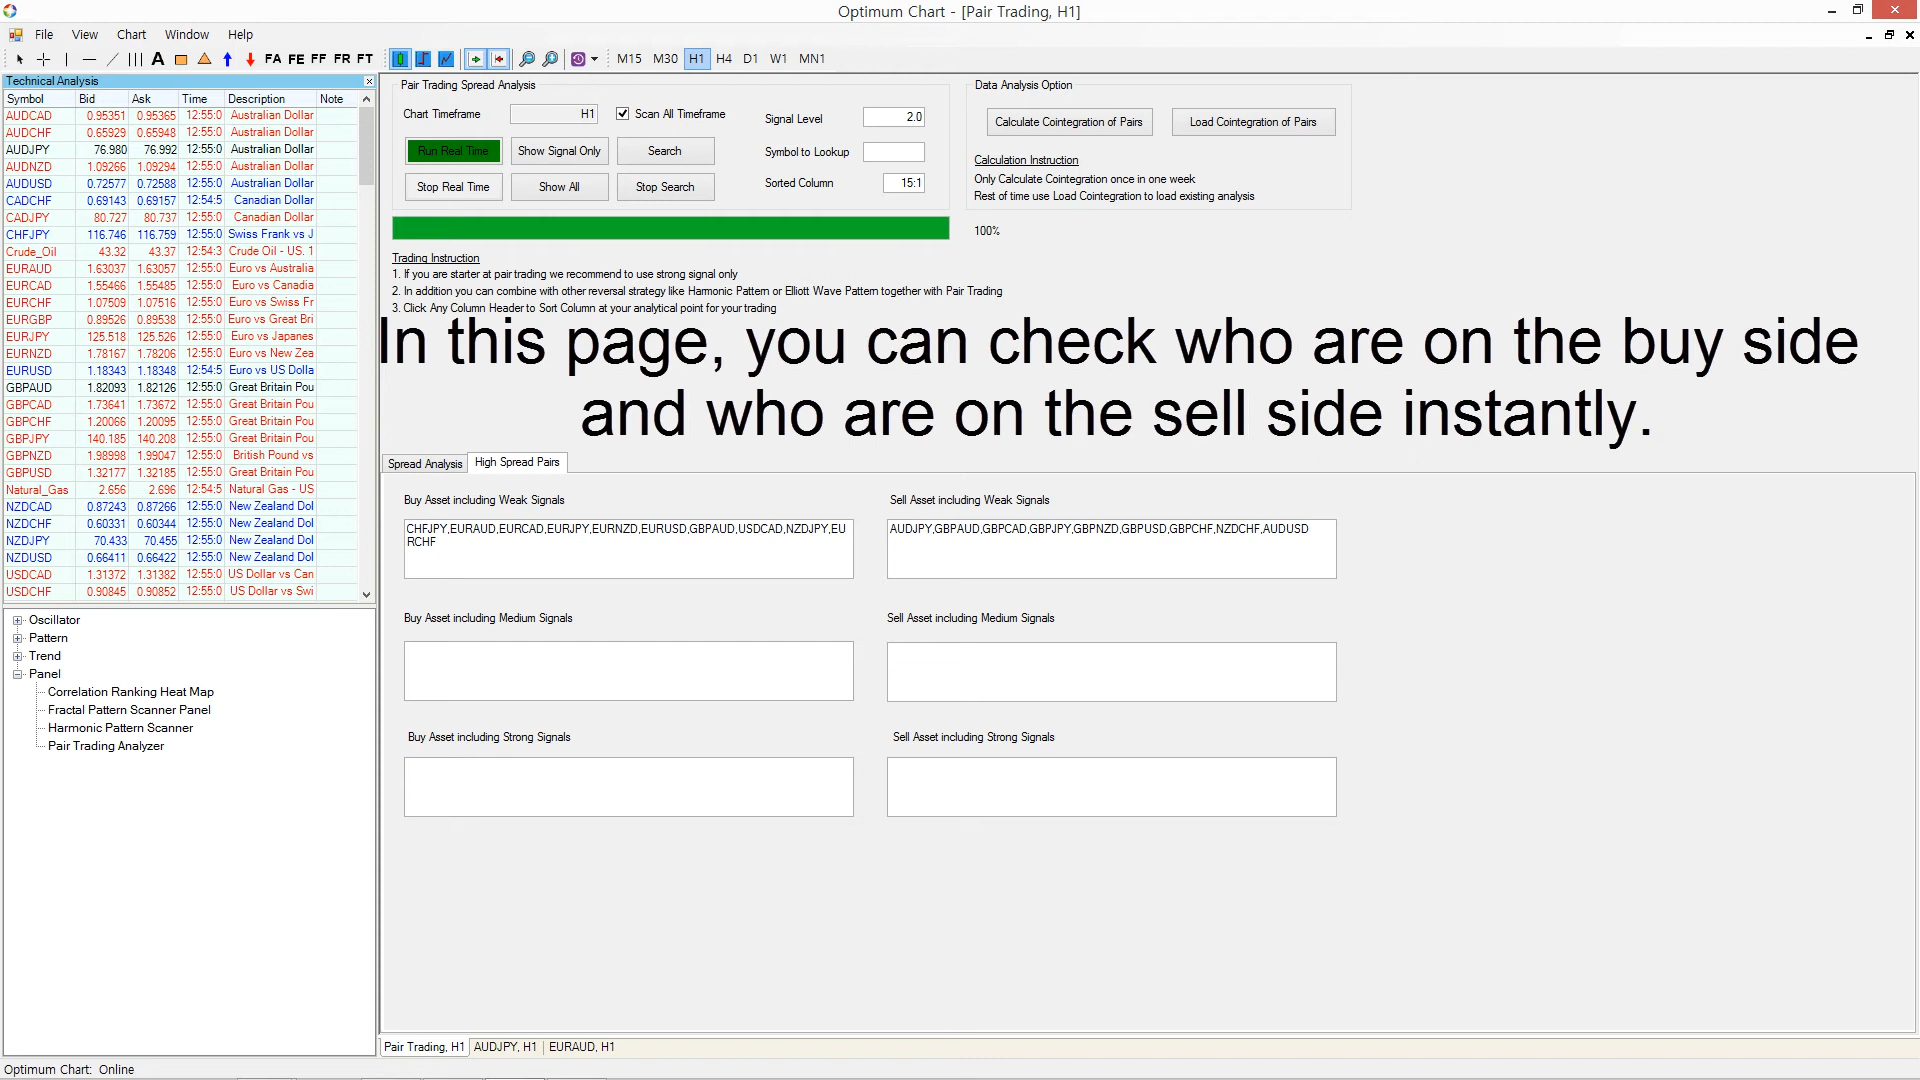 Optimum Chart - [Pair Trading, H1]
File View Chart Window Help
A FA FE FF FR FT M15 M30 H1 H4 D1 W1 MN1
Technical Analysis
Symbol Bid Ask Time Description Note
AUDCAD 0.95351 0.95365 12:55:0 Australian Dollar
AUDCHF 0.65929 0.65948 12:55:0 Australian Dollar
AUDJPY 76.980 76.992 12:55:0 Australian Dollar
AUDNZD 1.09266 1.09294 12:55:0 Australian Dollar
AUDUSD 0.72577 0.72588 12:55:0 Australian Dollar
CADCHF 0.69143 0.69157 12:54:5 Canadian Dollar
CADJPY 80.727 80.737 12:55:0 Canadian Dollar
CHFJPY 116.746 116.759 12:55:0 Swiss Frank vs J
Crude_Oil 43.32 43.37 12:54:3 Crude Oil - US. 1
EURAUD 1.63037 1.63057 12:55:0 Euro vs Australia
EURCAD 1.55466 1.55485 12:55:0 Euro vs Canadia
EURCHF 1.07509 1.07516 12:55:0 Euro vs Swiss Fr
EURGBP 0.89526 0.89538 12:55:0 Euro vs Great Bri
EURJPY 125.518 125.526 12:55:0 Euro vs Japanes
EURNZD 1.78167 1.78206 12:55:0 Euro vs New Zea
EURUSD 1.18343 1.18348 12:54:5 Euro vs US Dolla
GBPAUD 1.82093 1.82126 12:55:0 Great Britain Pou
GBPCAD 1.73641 1.73672 12:55:0 Great Britain Pou
GBPCHF 1.20066 1.20095 12:55:0 Great Britain Pou
GBPJPY 140.185 140.208 12:55:0 Great Britain Pou
GBPNZD 1.98998 1.99047 12:55:0 British Pound vs
GBPUSD 1.32177 1.32185 12:55:0 Great Britain Pou
Natural_Gas 2.656 2.696 12:54:5 Natural Gas - US
NZDCAD 0.87243 0.87266 12:55:0 New Zealand Dol
NZDCHF 0.60331 0.60344 12:55:0 New Zealand Dol
NZDJPY 70.433 70.455 12:55:0 New Zealand Dol
NZDUSD 0.66411 0.66422 12:55:0 New Zealand Dol
USDCAD 1.31372 1.31382 12:55:0 US Dollar vs Can
USDCHF 0.90845 0.90852 12:55:0 US Dollar vs Swi
Oscillator
Pattern
Trend
Panel
Correlation Ranking Heat Map
Fractal Pattern Scanner Panel
Harmonic Pattern Scanner
Pair Trading Analyzer
Pair Trading Spread Analysis
Chart Timeframe H1 Scan All Timeframe
Signal Level 2.0
Run Real Time Show Signal Only Search
Symbol to Lookup
Stop Real Time Show All Stop Search
Sorted Column 15:1
Data Analysis Option
Calculate Cointegration of Pairs Load Cointegration of Pairs
Calculation Instruction
Only Calculate Cointegration once in one week
Rest of time use Load Cointegration to load existing analysis
100%
Trading Instruction
1. If you are starter at pair trading we recommend to use strong signal only
2. In addition you can combine with other reversal strategy like Harmonic Pattern or Elliott Wave Pattern together with Pair Trading
3. Click Any Column Header to Sort Column at your analytical point for your trading
In this page, you can check who are on the buy side
and who are on the sell side instantly.
Spread Analysis High Spread Pairs
Buy Asset including Weak Signals
CHFJPY,EURAUD,EURCAD,EURJPY,EURNZD,EURUSD,GBPAUD,USDCAD,NZDJPY,EU
RCHF
Sell Asset including Weak Signals
AUDJPY,GBPAUD,GBPCAD,GBPJPY,GBPNZD,GBPUSD,GBPCHF,NZDCHF,AUDUSD
Buy Asset including Medium Signals
Sell Asset including Medium Signals
Buy Asset including Strong Signals
Sell Asset including Strong Signals
Pair Trading, H1 AUDJPY, H1 EURAUD, H1
Optimum Chart: Online